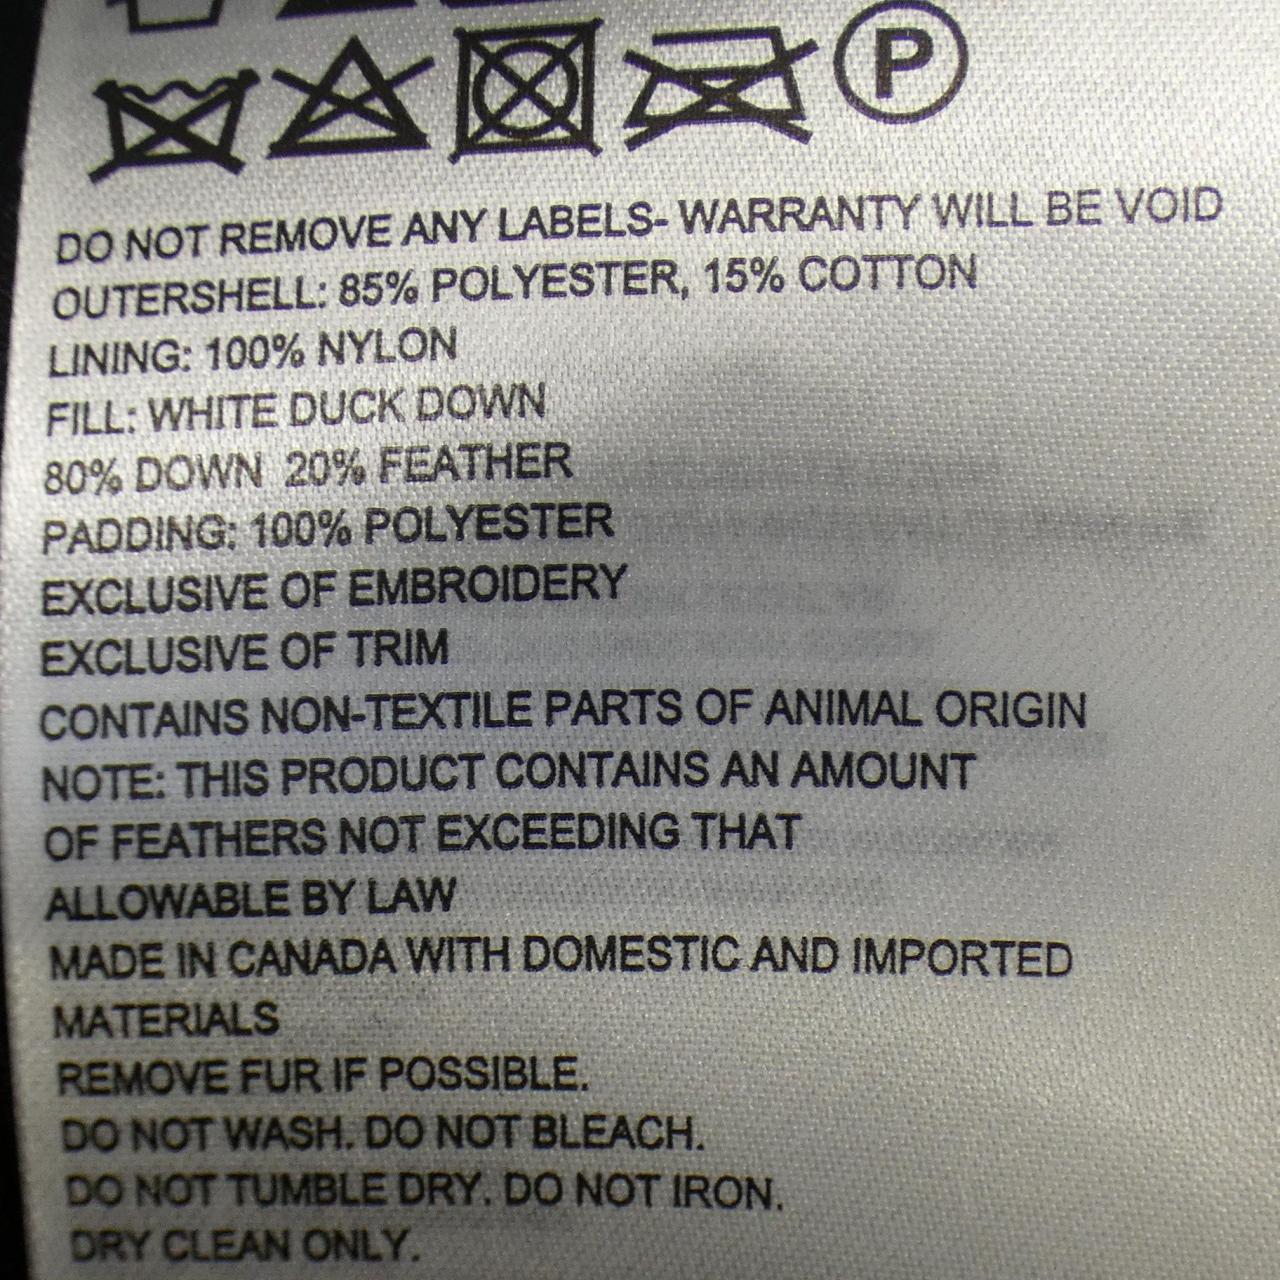 P
DO NOT REMOVE ANY LABELS- WARRANTY WILL BE VOID
OUTERSHELL: 85% POLYESTER, 15% COTTON
LINING: 100% NYLON
FILL: WHITE DUCK DOWN
80% DOWN 20% FEATHER
PADDING: 100% POLYESTER
EXCLUSIVE OF EMBROIDERY
EXCLUSIVE OF TRIM
CONTAINS NON-TEXTILE PARTS OF ANIMAL ORIGIN
NOTE: THIS PRODUCT CONTAINS AN AMOUNT
OF FEATHERS NOT EXCEEDING THAT
ALLOWABLE BY LAW
MADE IN CANADA WITH DOMESTIC AND IMPORTED
MATERIALS
REMOVE FUR IF POSSIBLE.
DO NOT WASH. DO NOT BLEACH.
DO NOT TUMBLE DRY. DO NOT IRON.
DRY CLEAN ONLY.